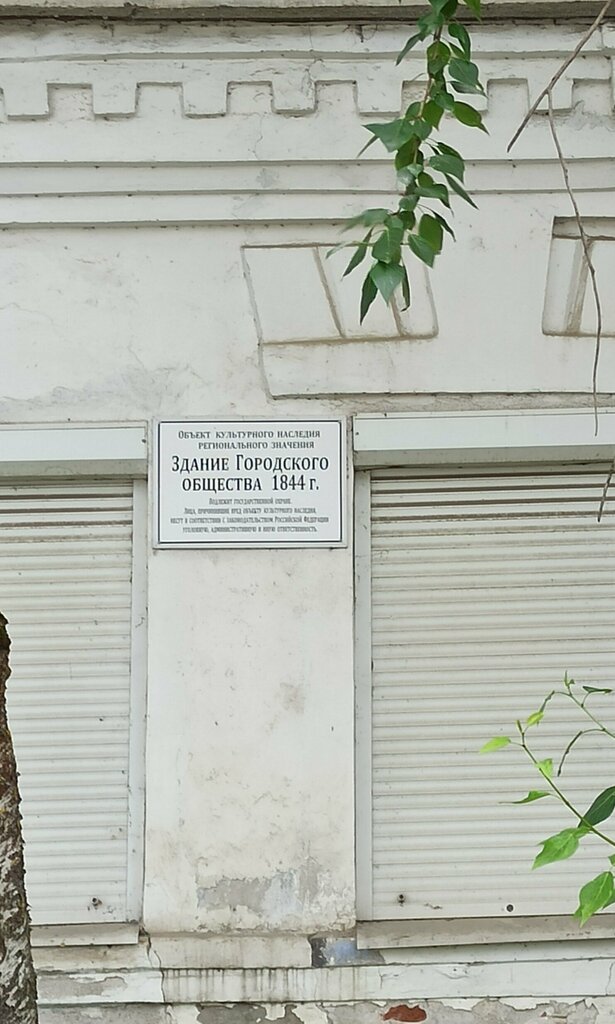 Объект культурного наследия
регионального значения
Здание Городского
общества 1844 г.
Подлежит государственной охране.
Лица, причинившие вред объекту культурного наследия,
несут в соответствии с законодательством Российской Федерации
уголовную, административную и иную ответственность.